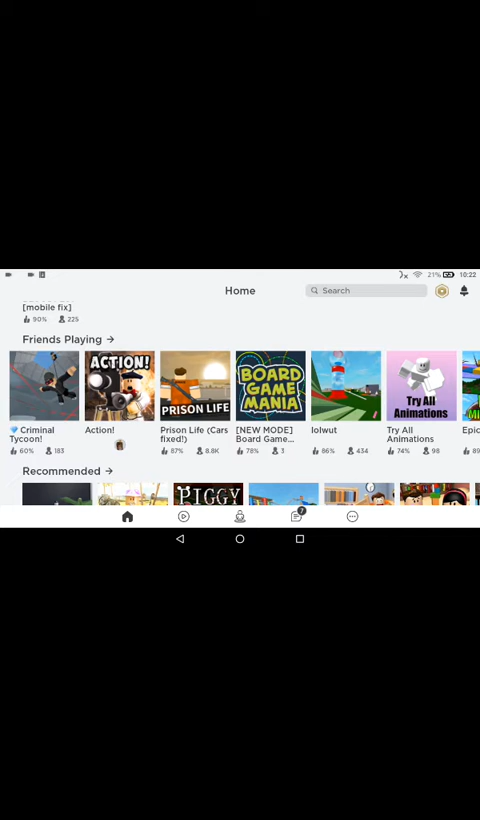 21% 10:22
Home
Search
[mobile fix]
90% 225
Friends Playing →
ACTION!
PRISON LIFE
BOARD GAME MANIA
Try All Animations
Criminal Tycoon!
Action!
Prison Life (Cars fixed!)
[NEW MODE] Board Game...
lolwut
Try All Animations
Epic
60% 183
87% 8.8K
78% 3
86% 434
74% 98
89
Recommended →
PIGGY
7